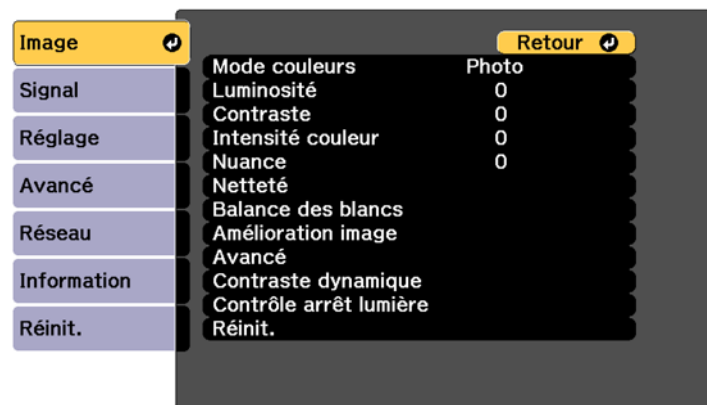 Image
Signal
Réglage
Avancé
Réseau
Information
Réinit.
Retour
Mode couleurs Photo
Luminosité 0
Contraste 0
Intensité couleur 0
Nuance 0
Netteté
Balance des blancs
Amélioration image
Avancé
Contraste dynamique
Contrôle arrêt lumière
Réinit.